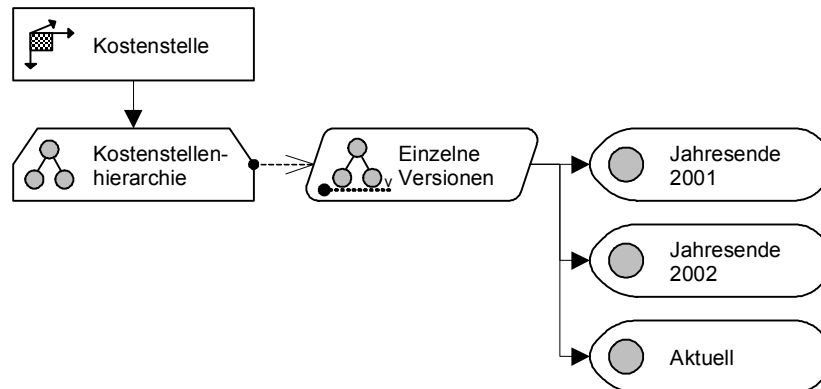 Kostenstelle
Kostenstellen-
hierarchie
Einzelne
Versionen
v
Jahresende
2001
Jahresende
2002
Aktuell